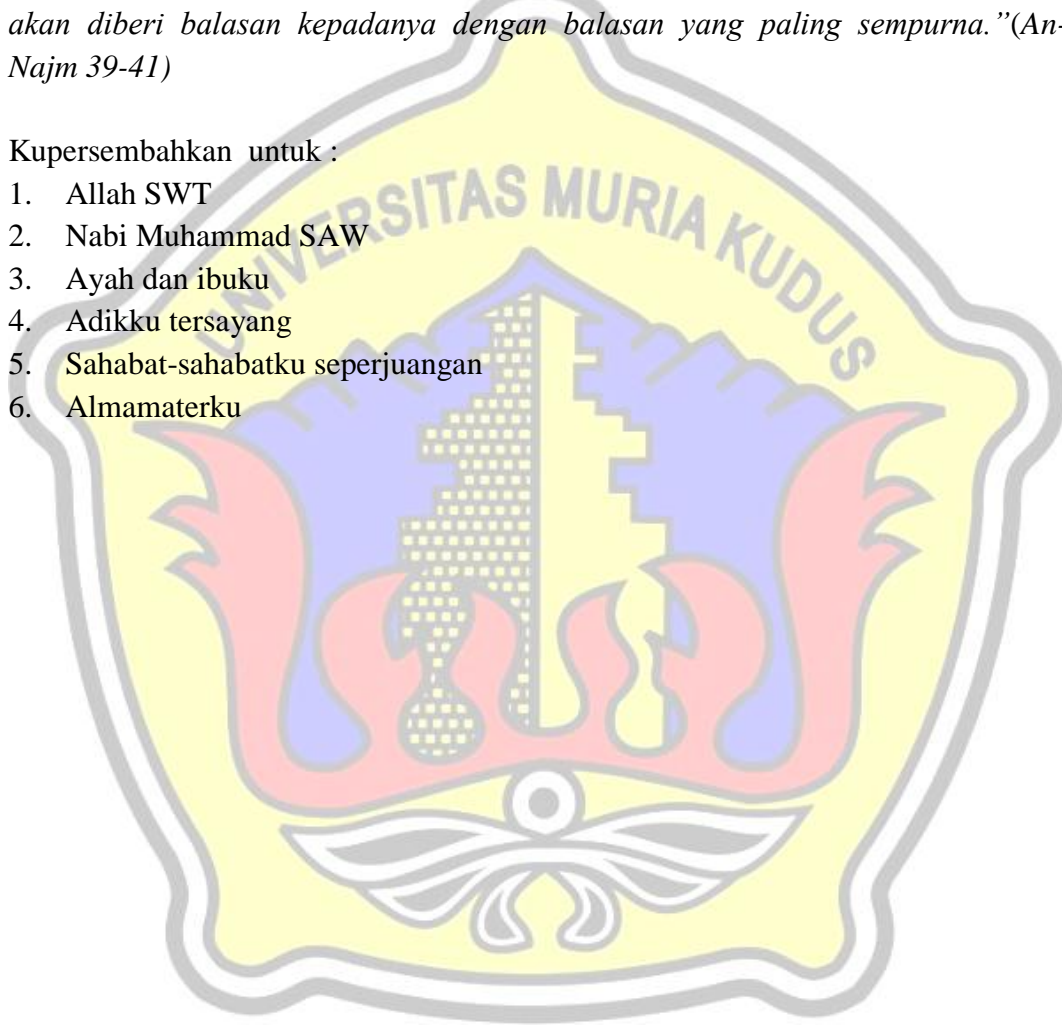 akan diberi balasan kepadanya dengan balasan yang paling sempurna.”(An-
Najm 39-41)
Kupersembahkan untuk :
1. Allah SWT
2. Nabi Muhammad SAW
3. Ayah dan ibuku
4. Adikku tersayang
5. Sahabat-sahabatku seperjuangan
6. Almamaterku
UNIVERSITAS MURIA KUDUS